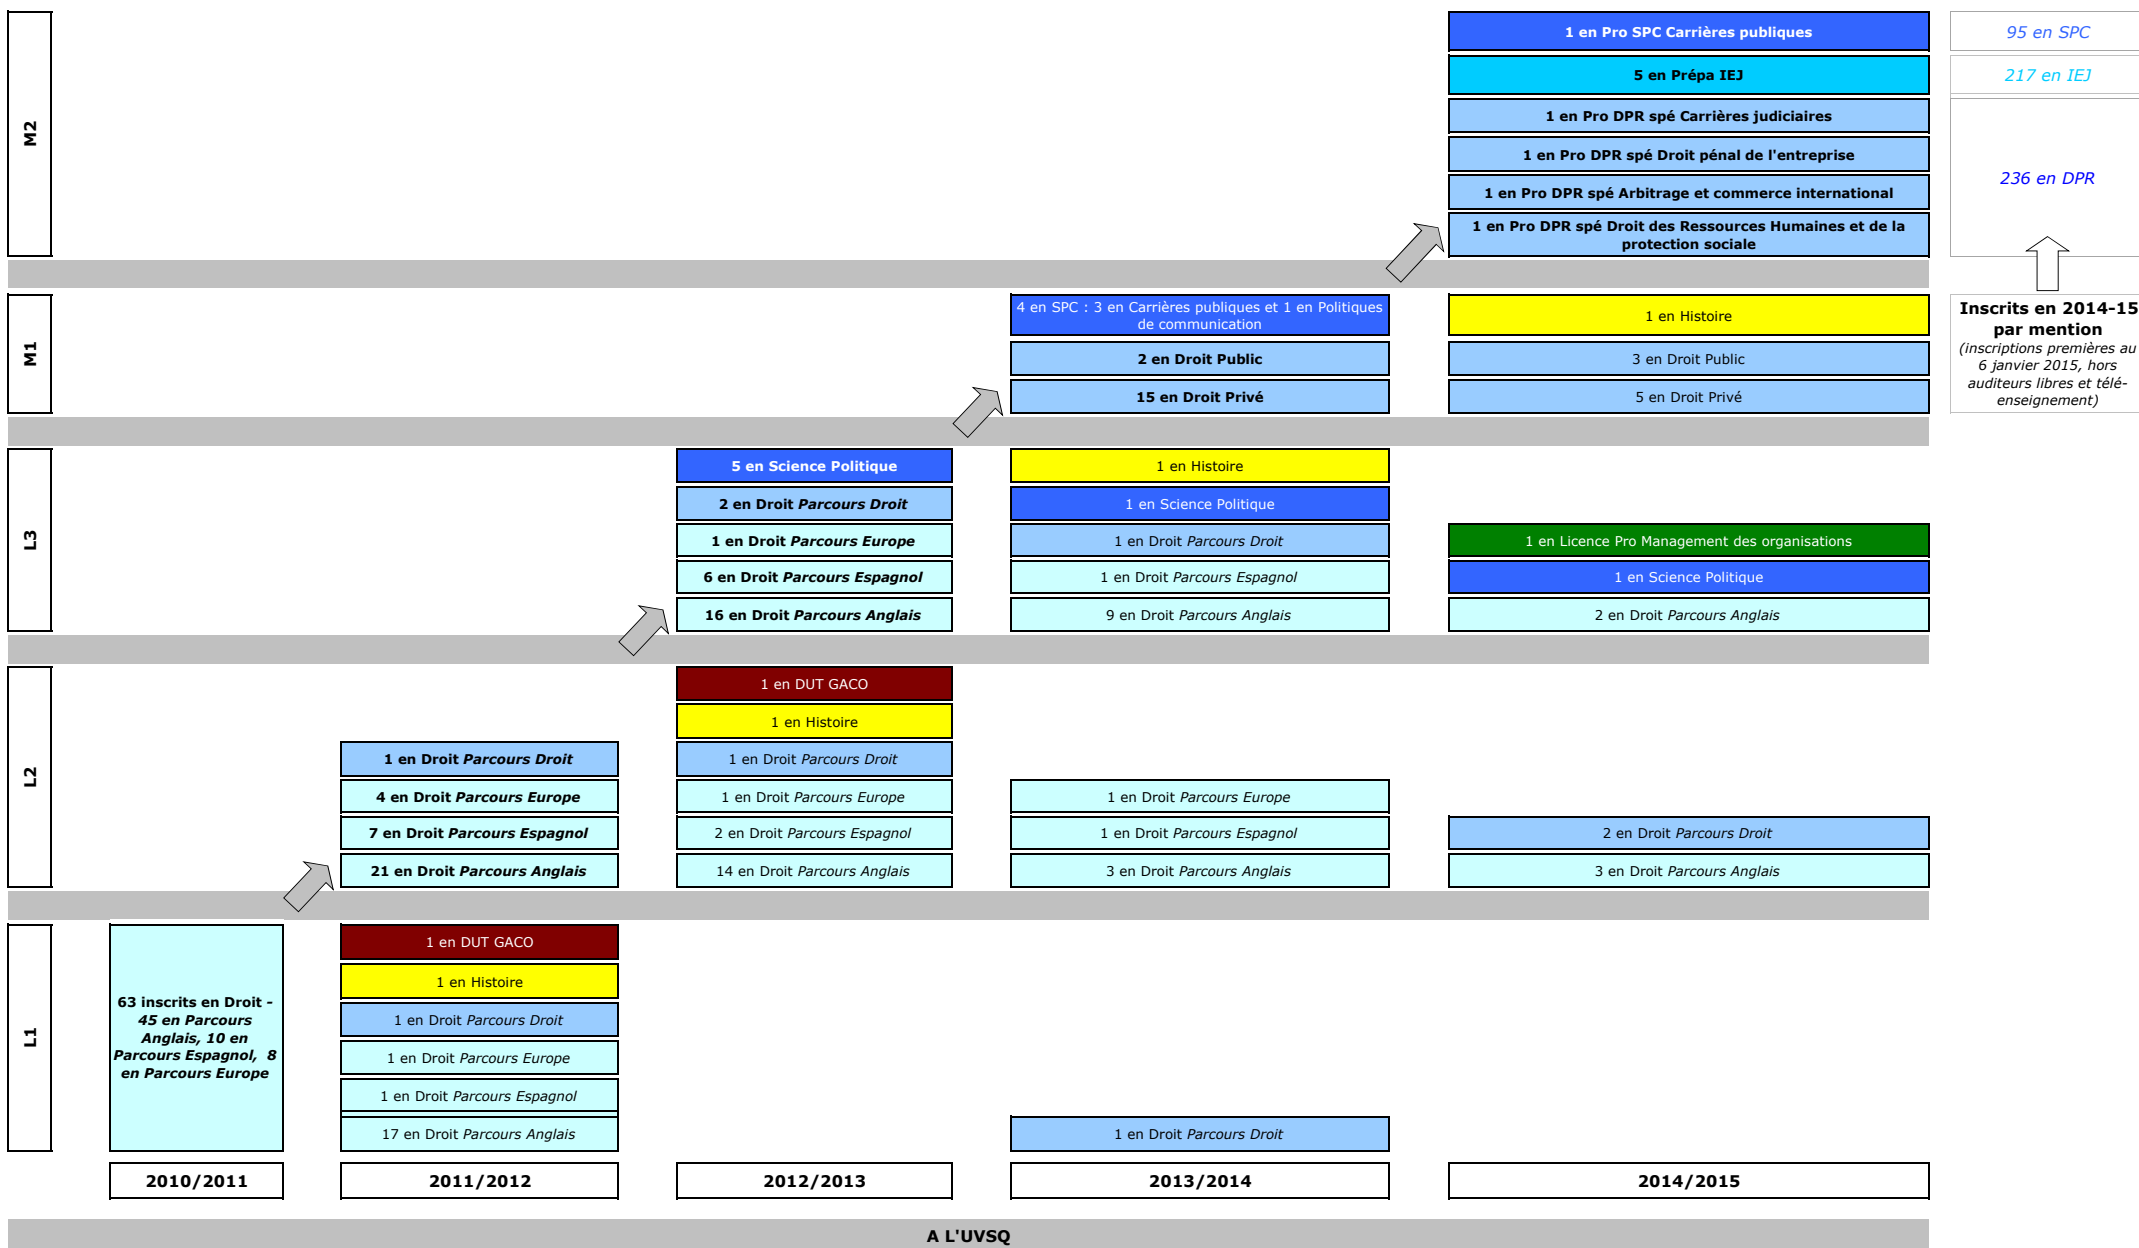 M2
1 en Pro SPC Carrières publiques
95 en SPC
5 en Prépa IEJ
217 en IEJ
1 en Pro DPR spé Carrières judiciaires
1 en Pro DPR spé Droit pénal de l'entreprise
236 en DPR
1 en Pro DPR spé Arbitrage et commerce international
1 en Pro DPR spé Droit des Ressources Humaines et de la
protection sociale
M1
4 en SPC : 3 en Carrières publiques et 1 en Politiques
de communication
1 en Histoire
2 en Droit Public
3 en Droit Public
15 en Droit Privé
5 en Droit Privé
Inscrits en 2014-15
par mention
(inscriptions premières au
6 janvier 2015, hors
auditeurs libres et télé-
enseignement)
L3
5 en Science Politique
1 en Histoire
2 en Droit Parcours Droit
1 en Science Politique
1 en Droit Parcours Europe
1 en Droit Parcours Droit
1 en Licence Pro Management des organisations
6 en Droit Parcours Espagnol
1 en Droit Parcours Espagnol
1 en Science Politique
16 en Droit Parcours Anglais
9 en Droit Parcours Anglais
2 en Droit Parcours Anglais
L2
1 en DUT GACO
1 en Histoire
1 en Droit Parcours Droit
1 en Droit Parcours Droit
4 en Droit Parcours Europe
1 en Droit Parcours Europe
1 en Droit Parcours Europe
7 en Droit Parcours Espagnol
2 en Droit Parcours Espagnol
1 en Droit Parcours Espagnol
2 en Droit Parcours Droit
21 en Droit Parcours Anglais
14 en Droit Parcours Anglais
3 en Droit Parcours Anglais
3 en Droit Parcours Anglais
L1
63 inscrits en Droit -
45 en Parcours
Anglais, 10 en
Parcours Espagnol, 8
en Parcours Europe
1 en DUT GACO
1 en Histoire
1 en Droit Parcours Droit
1 en Droit Parcours Europe
1 en Droit Parcours Espagnol
17 en Droit Parcours Anglais
1 en Droit Parcours Droit
2010/2011
2011/2012
2012/2013
2013/2014
2014/2015
A L'UVSQ